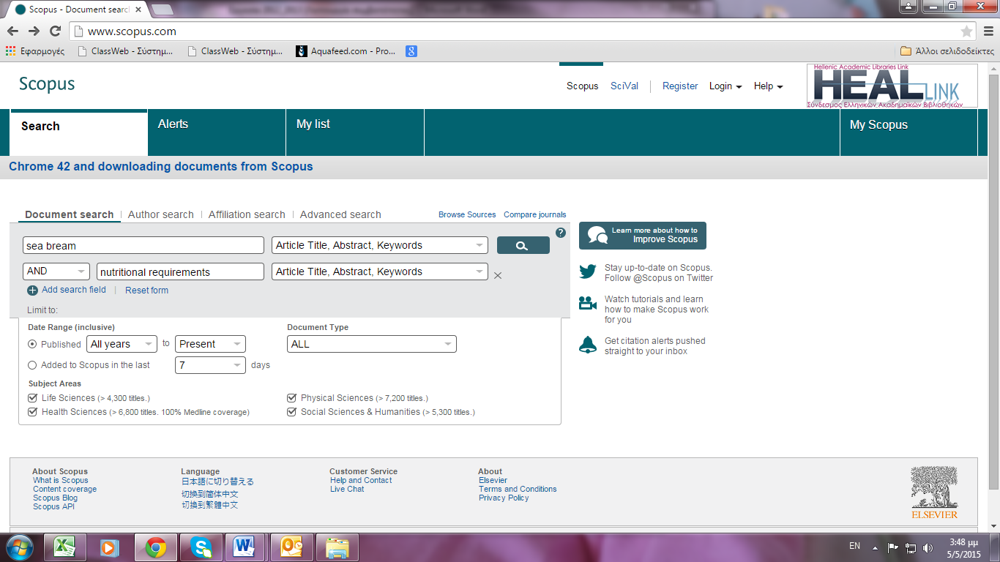 Scopus - Document searc
www.scopus.com
Εφαρμογές ClassWeb - Σύστημ... ClassWeb - Σύστημ... Aquafeed.com - Pro... Άλλοι σελιδοδείκτες
Scopus
Scopus SciVal Register Login Help
Hellenic Academic Libraries Link
HEAL LINK
Σύνδεσμος Ελληνικών Ακαδημαϊκών Βιβλιοθηκών
Search Alerts My list My Scopus
Chrome 42 and downloading documents from Scopus
Document search Author search Affiliation search Advanced search Browse Sources Compare journals
sea bream Article Title, Abstract, Keywords ?
AND nutritional requirements Article Title, Abstract, Keywords
Add search field Reset form
Limit to:
Date Range (inclusive) Document Type
Published All years to Present ALL
Added to Scopus in the last 7 days
Subject Areas
Life Sciences (> 4,300 titles.) Physical Sciences (> 7,200 titles.)
Health Sciences (> 6,800 titles. 100% Medline coverage) Social Sciences & Humanities (> 5,300 titles.)
Learn more about how to
Improve Scopus
Stay up-to-date on Scopus.
Follow @Scopus on Twitter
Watch tutorials and learn
how to make Scopus work
for you
Get citation alerts pushed
straight to your inbox
About Scopus
What is Scopus
Content coverage
Scopus Blog
Scopus API
Language
日本語に切り替える
切换到简体中文
切換到繁體中文
Customer Service
Help and Contact
Live Chat
About
Elsevier
Terms and Conditions
Privacy Policy
ELSEVIER
EN 3:48 μμ
5/5/2015